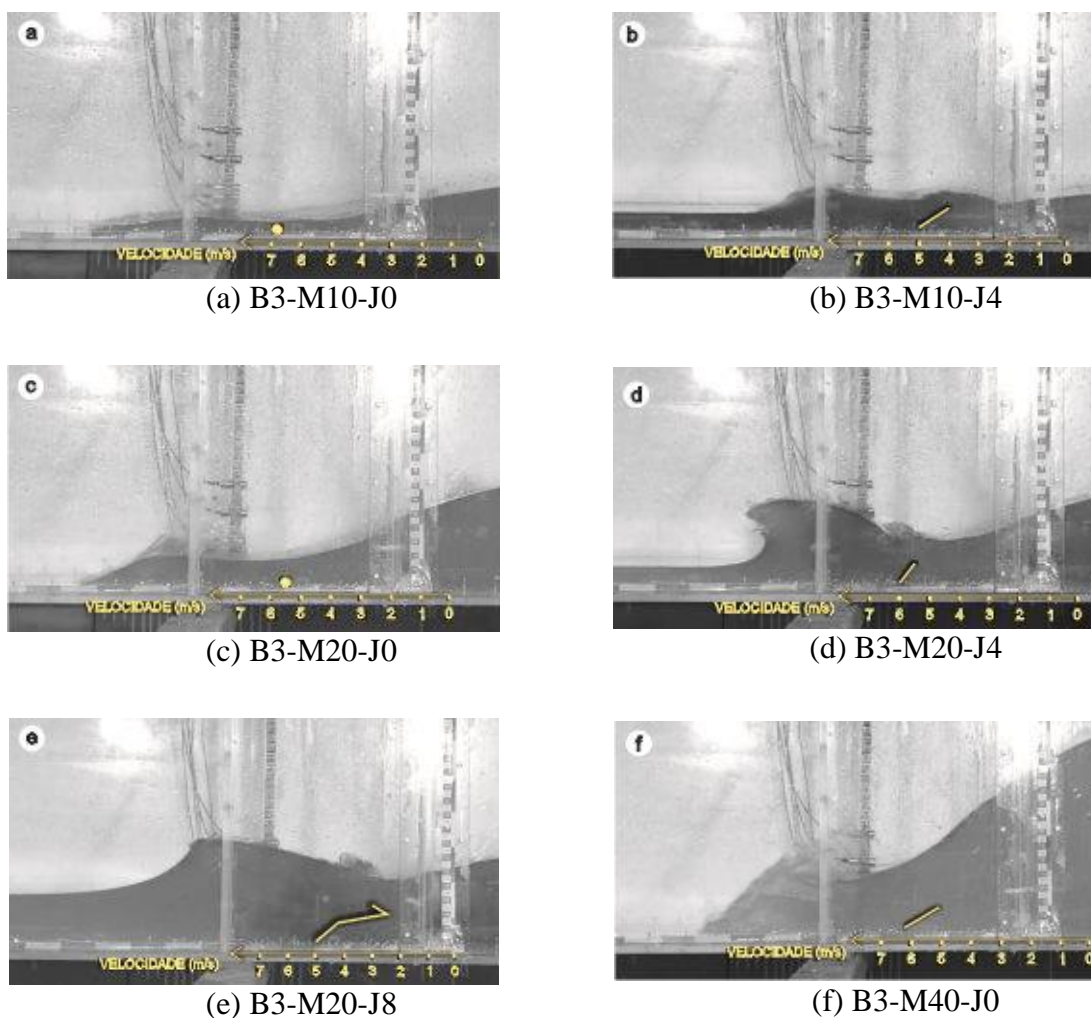 a
VELOCIDADE (m/s)
7 6 5 4 3 2 1 0
(a) B3-M10-J0
b
VELOCIDADE (m/s)
7 6 5 4 3 2 1 0
(b) B3-M10-J4
c
VELOCIDADE (m/s)
7 6 5 4 3 2 1 0
(c) B3-M20-J0
d
VELOCIDADE (m/s)
7 6 5 4 3 2 1 0
(d) B3-M20-J4
e
VELOCIDADE (m/s)
7 6 5 4 3 2 1 0
(e) B3-M20-J8
f
VELOCIDADE (m/s)
7 6 5 4 3 2 1 0
(f) B3-M40-J0